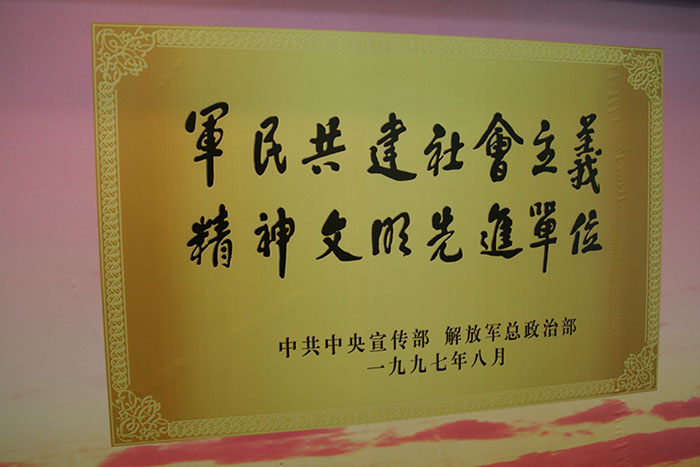 軍民共建社會主義
精神文明先進單位
中共中央宣传部 解放军总政治部
一九九七年八月